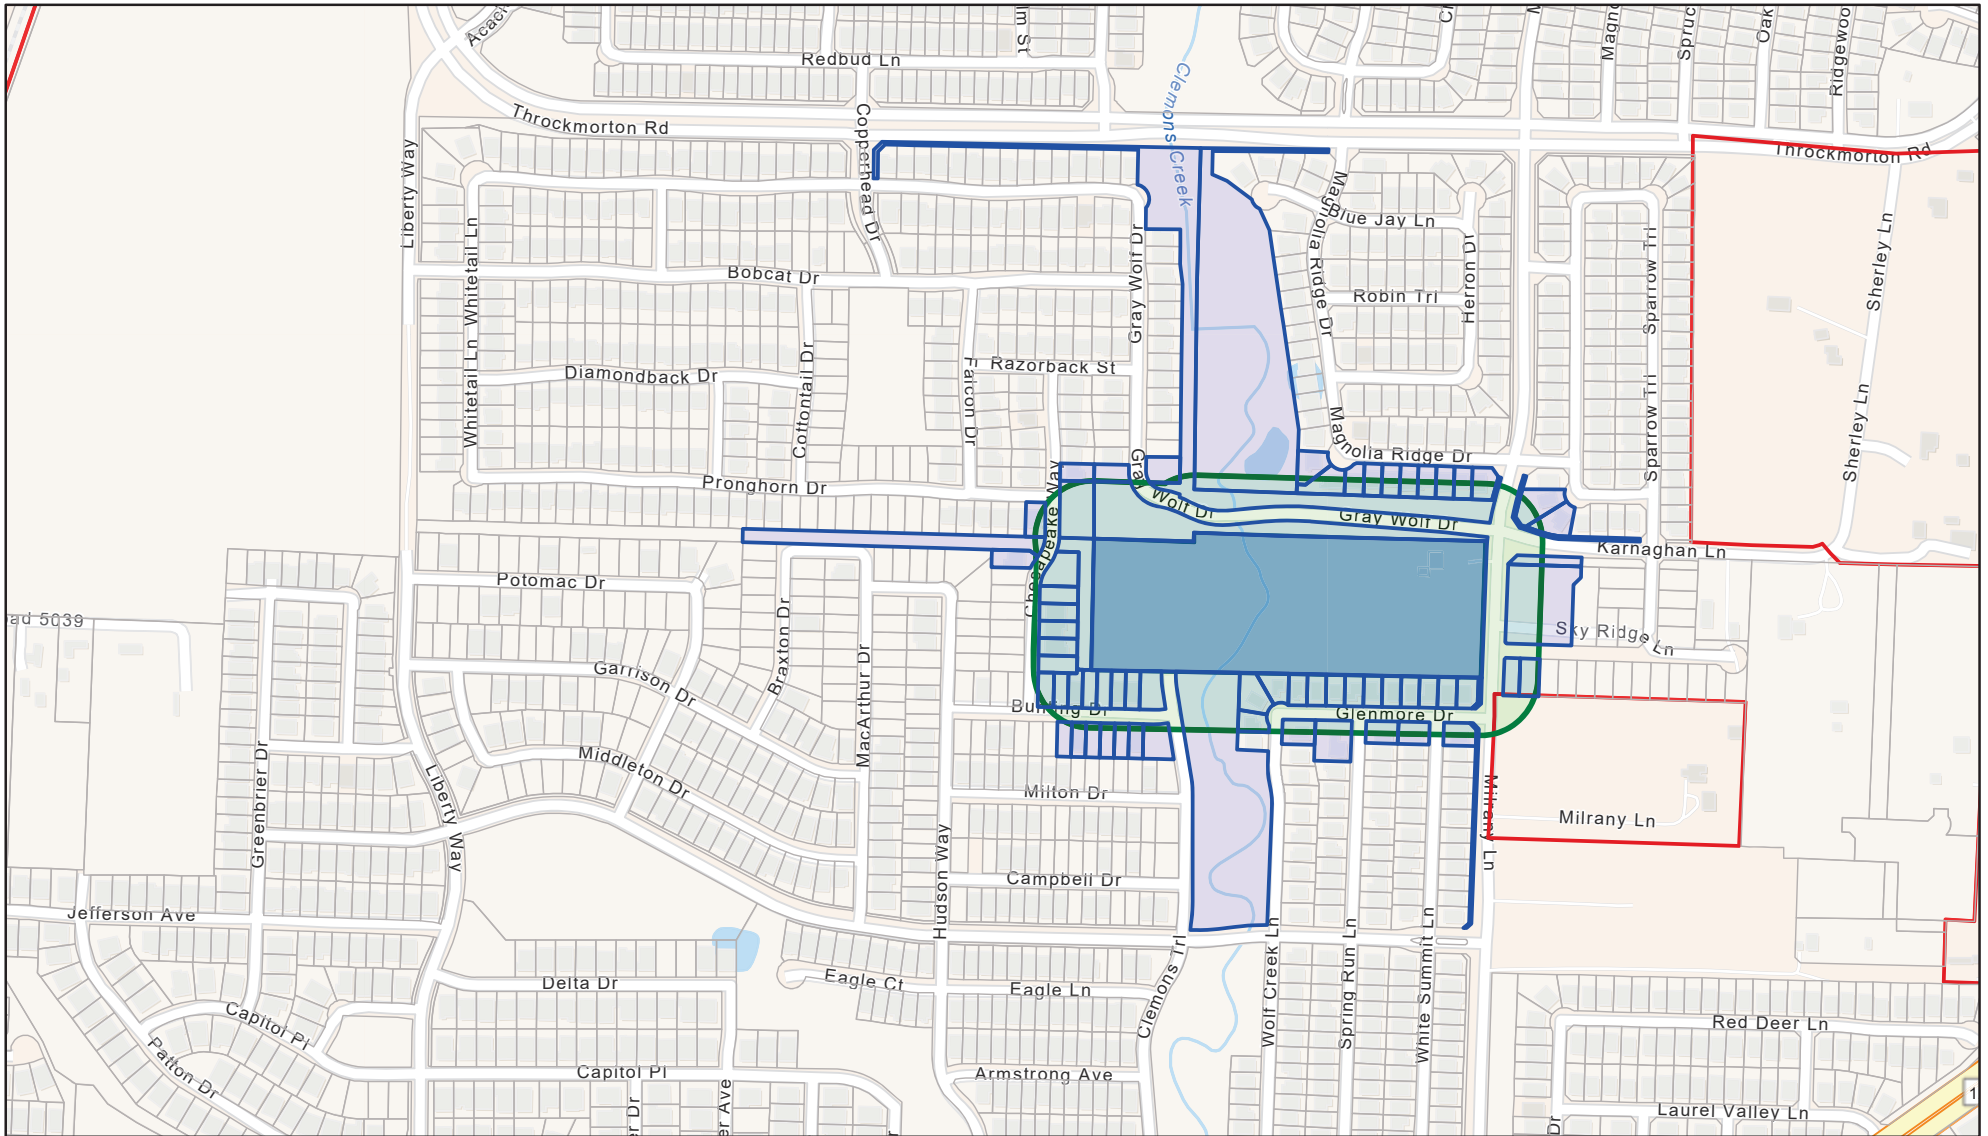 Redbud Ln
Clemons Creek
Throckmorton Rd
Throckmorton Rd
Copperhead Dr
Liberty Way
Magnolia Ridge Dr
Blue Jay Ln
Herron Dr
Sparrow Trl
Sherley Ln
Whitetail Ln
Bobcat Dr
Gray Wolf Dr
Robin Trl
Razorback St
Diamondback Dr
Whitetail Ln
Cottontail Dr
Falcon Dr
Sparrow Trl
Sherley Ln
Magnolia Ridge Dr
Pronghorn Dr
Chesapeake Way
Gray Wolf Dr
Gray Wolf Dr
Karnaghan Ln
Potomac Dr
Braxton Dr
Sky Ridge Ln
Garrison Dr
MacArthur Dr
Bunting Dr
Glenmore Dr
Middleton Dr
Greenbrier Dr
Liberty Way
Milton Dr
Milrany Ln
Milrany Ln
Hudson Way
Campbell Dr
Jefferson Ave
Eagle Ct
Eagle Ln
Delta Dr
Clemons Trl
Wolf Creek Ln
Spring Run Ln
White Summit Ln
Capitol Pl
Patton Dr
Red Deer Ln
Capitol Pl
Armstrong Ave
Laurel Valley Ln